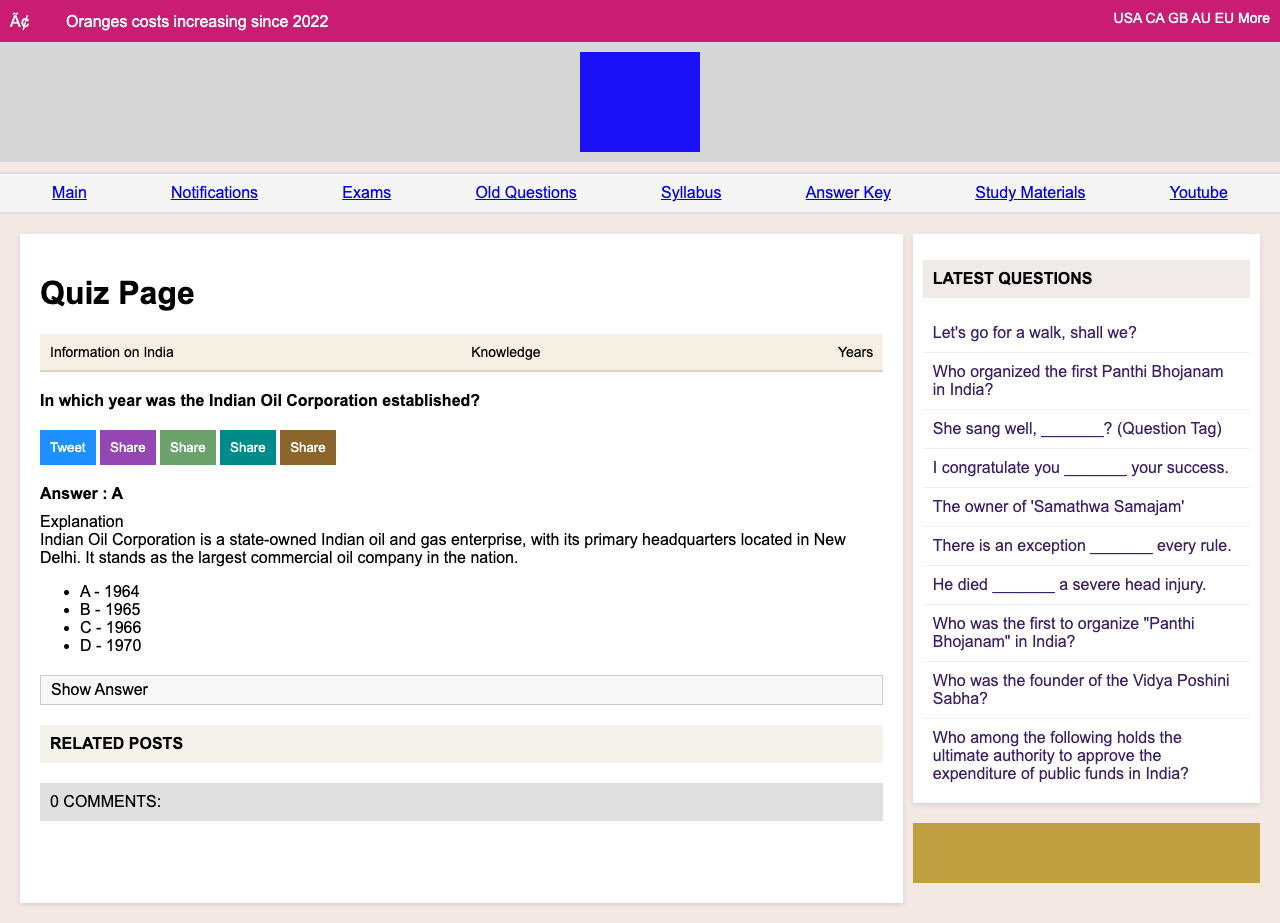 Ã¢ Oranges costs increasing since 2022
USA CA GB AU EU More
Main Notifications Exams Old Questions Syllabus Answer Key Study Materials Youtube
Quiz Page
Information on India Knowledge Years
In which year was the Indian Oil Corporation established?
Tweet Share Share Share Share
Answer : A
Explanation
Indian Oil Corporation is a state-owned Indian oil and gas enterprise, with its primary headquarters located in New
Delhi. It stands as the largest commercial oil company in the nation.
• A - 1964
• B - 1965
• C - 1966
• D - 1970
Show Answer
RELATED POSTS
0 COMMENTS:
LATEST QUESTIONS
Let's go for a walk, shall we?
Who organized the first Panthi Bhojanam
in India?
She sang well, _______? (Question Tag)
I congratulate you _______ your success.
The owner of 'Samathwa Samajam'
There is an exception _______ every rule.
He died _______ a severe head injury.
Who was the first to organize "Panthi
Bhojanam" in India?
Who was the founder of the Vidya Poshini
Sabha?
Who among the following holds the
ultimate authority to approve the
expenditure of public funds in India?